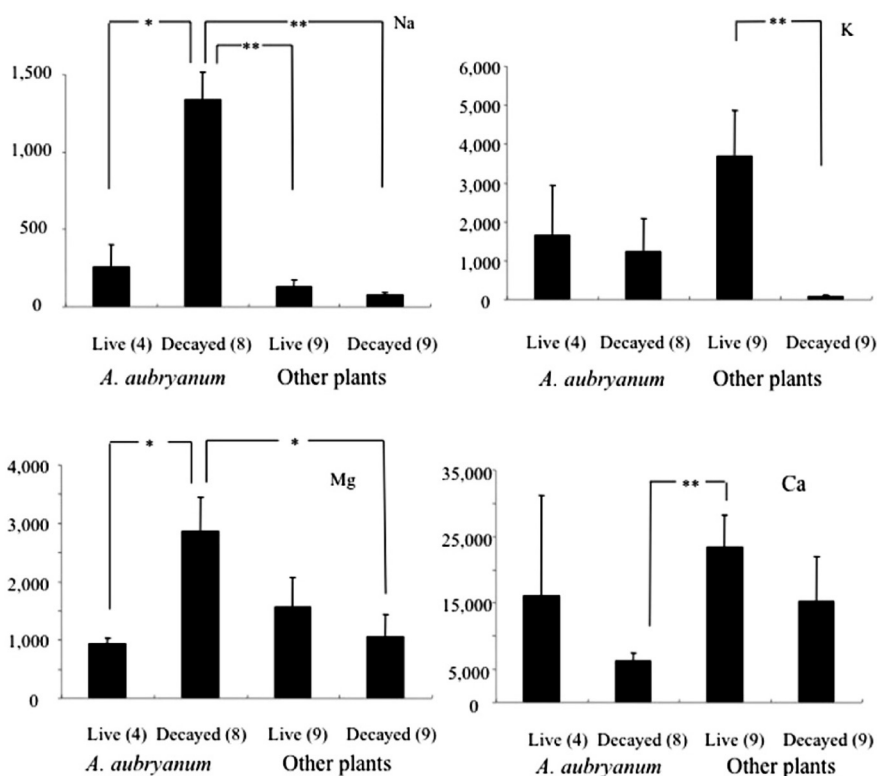 * ** Na
**
1,500
1,000
500
0
Live (4) Decayed (8) Live (9) Decayed (9)
A. aubryanum Other plants
** K
6,000
5,000
4,000
3,000
2,000
1,000
0
Live (4) Decayed (8) Live (9) Decayed (9)
A. aubryanum Other plants
* *
Mg
4,000
3,000
2,000
1,000
0
Live (4) Decayed (8) Live (9) Decayed (9)
A. aubryanum Other plants
** Ca
35,000
25,000
15,000
5,000
0
Live (4) Decayed (8) Live (9) Decayed (9)
A. aubryanum Other plants